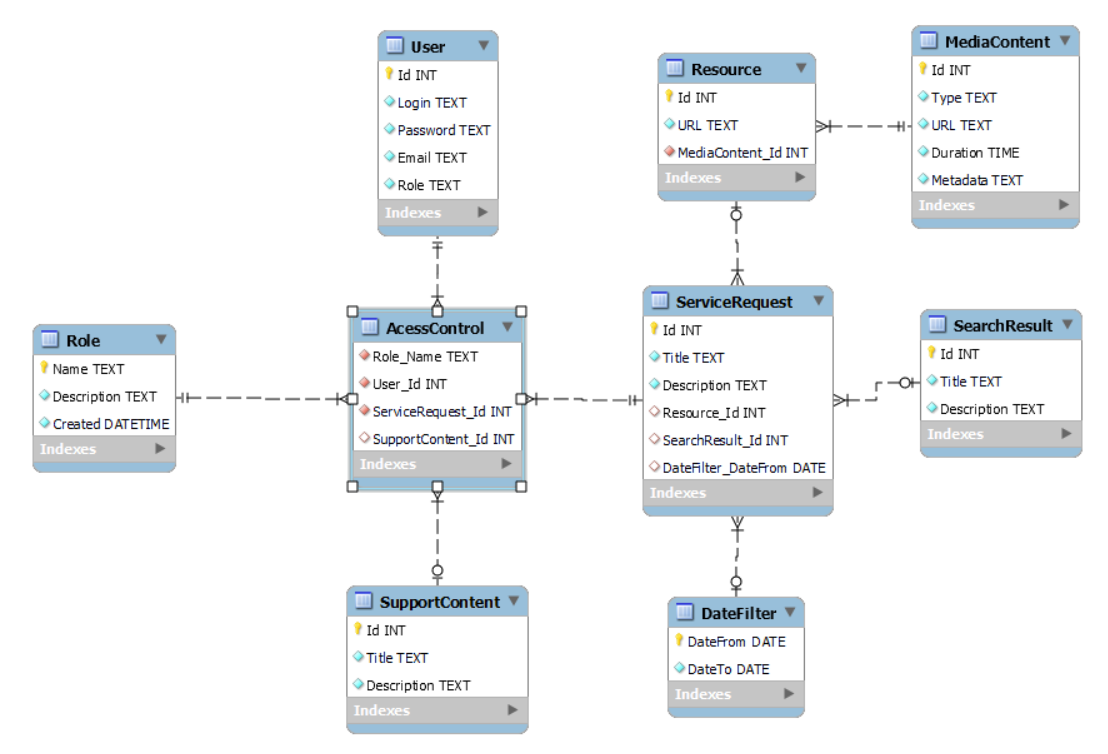 User
Id INT
Login TEXT
Password TEXT
Email TEXT
Role TEXT
Indexes
Resource
Id INT
URL TEXT
MediaContent_Id INT
Indexes
MediaContent
Id INT
Type TEXT
URL TEXT
Duration TIME
Metadata TEXT
Indexes
Role
Name TEXT
Description TEXT
Created DATETIME
Indexes
AcessControl
Role_Name TEXT
User_Id INT
ServiceRequest_Id INT
SupportContent_Id INT
Indexes
ServiceRequest
Id INT
Title TEXT
Description TEXT
Resource_Id INT
SearchResult_Id INT
DateFilter_DateFrom DATE
Indexes
SearchResult
Id INT
Title TEXT
Description TEXT
Indexes
SupportContent
Id INT
Title TEXT
Description TEXT
Indexes
DateFilter
DateFrom DATE
DateTo DATE
Indexes